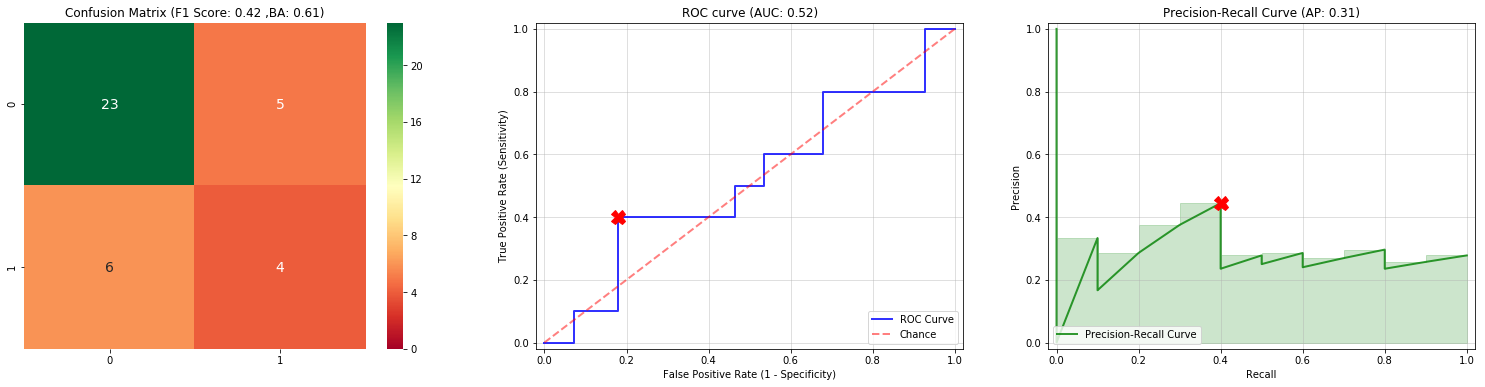 Confusion Matrix (F1 Score: 0.42 ,BA: 0.61)
23
5
6
4
0
1
0
1
20
16
12
8
4
0
ROC curve (AUC: 0.52)
True Positive Rate (Sensitivity)
1.0
0.8
0.6
0.4
0.2
0.0
0.0 0.2 0.4 0.6 0.8 1.0
False Positive Rate (1 - Specificity)
ROC Curve
Chance
Precision-Recall Curve (AP: 0.31)
Precision
1.0
0.8
0.6
0.4
0.2
0.0
0.0 0.2 0.4 0.6 0.8 1.0
Recall
Precision-Recall Curve